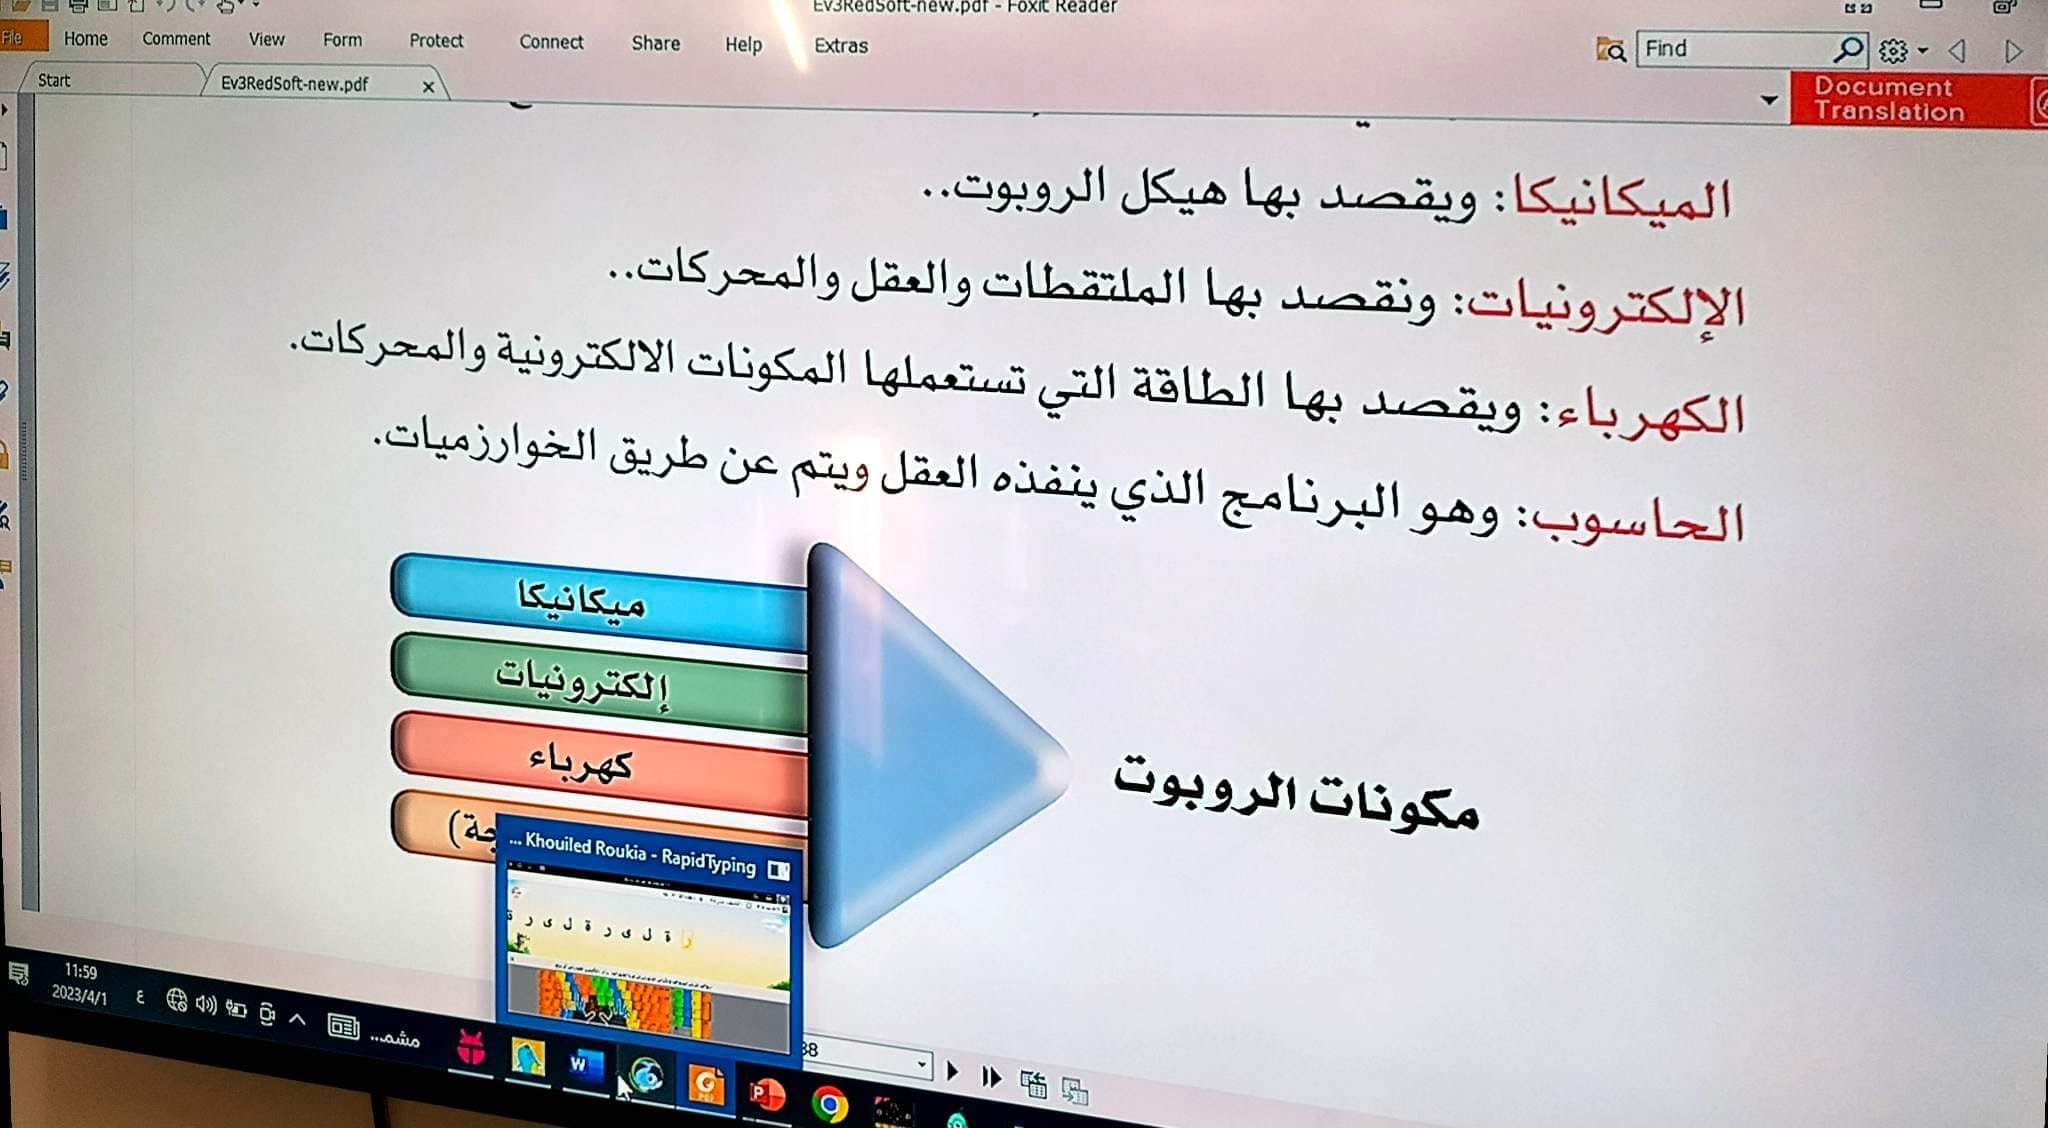 Ev3RedSoft-new.pdf - Foxit Reader
File Home Comment View Form Protect Connect Share Help Extras
Find
Start
Ev3RedSoft-new.pdf
Document
Translation
الميكانيكا: ويقصد بها هيكل الروبوت..
الإلكترونيات: ونقصد بها الملتقطات والعقل والمحركات..
الكهرباء: ويقصد بها الطاقة التي تستعملها المكونات الالكترونية والمحركات.
الحاسوب: وهو البرنامج الذي ينفذه العقل ويتم عن طريق الخوارزميات.
ميكانيكا
إلكترونيات
كهرباء
جة)
مكونات الروبوت
... Khouiled Roukia - RapidTyping
ر ة ل ى ر ة ل ى ر ة
11:59
2023/4/1
ع
مشم...